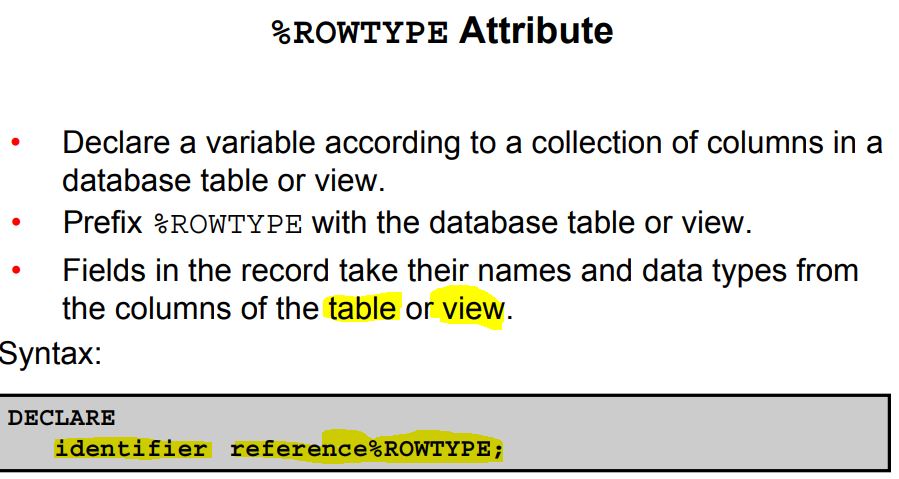 %ROWTYPE Attribute
• Declare a variable according to a collection of columns in a
database table or view.
• Prefix %ROWTYPE with the database table or view.
• Fields in the record take their names and data types from
the columns of the table or view.
Syntax:
DECLARE
identifier reference%ROWTYPE;